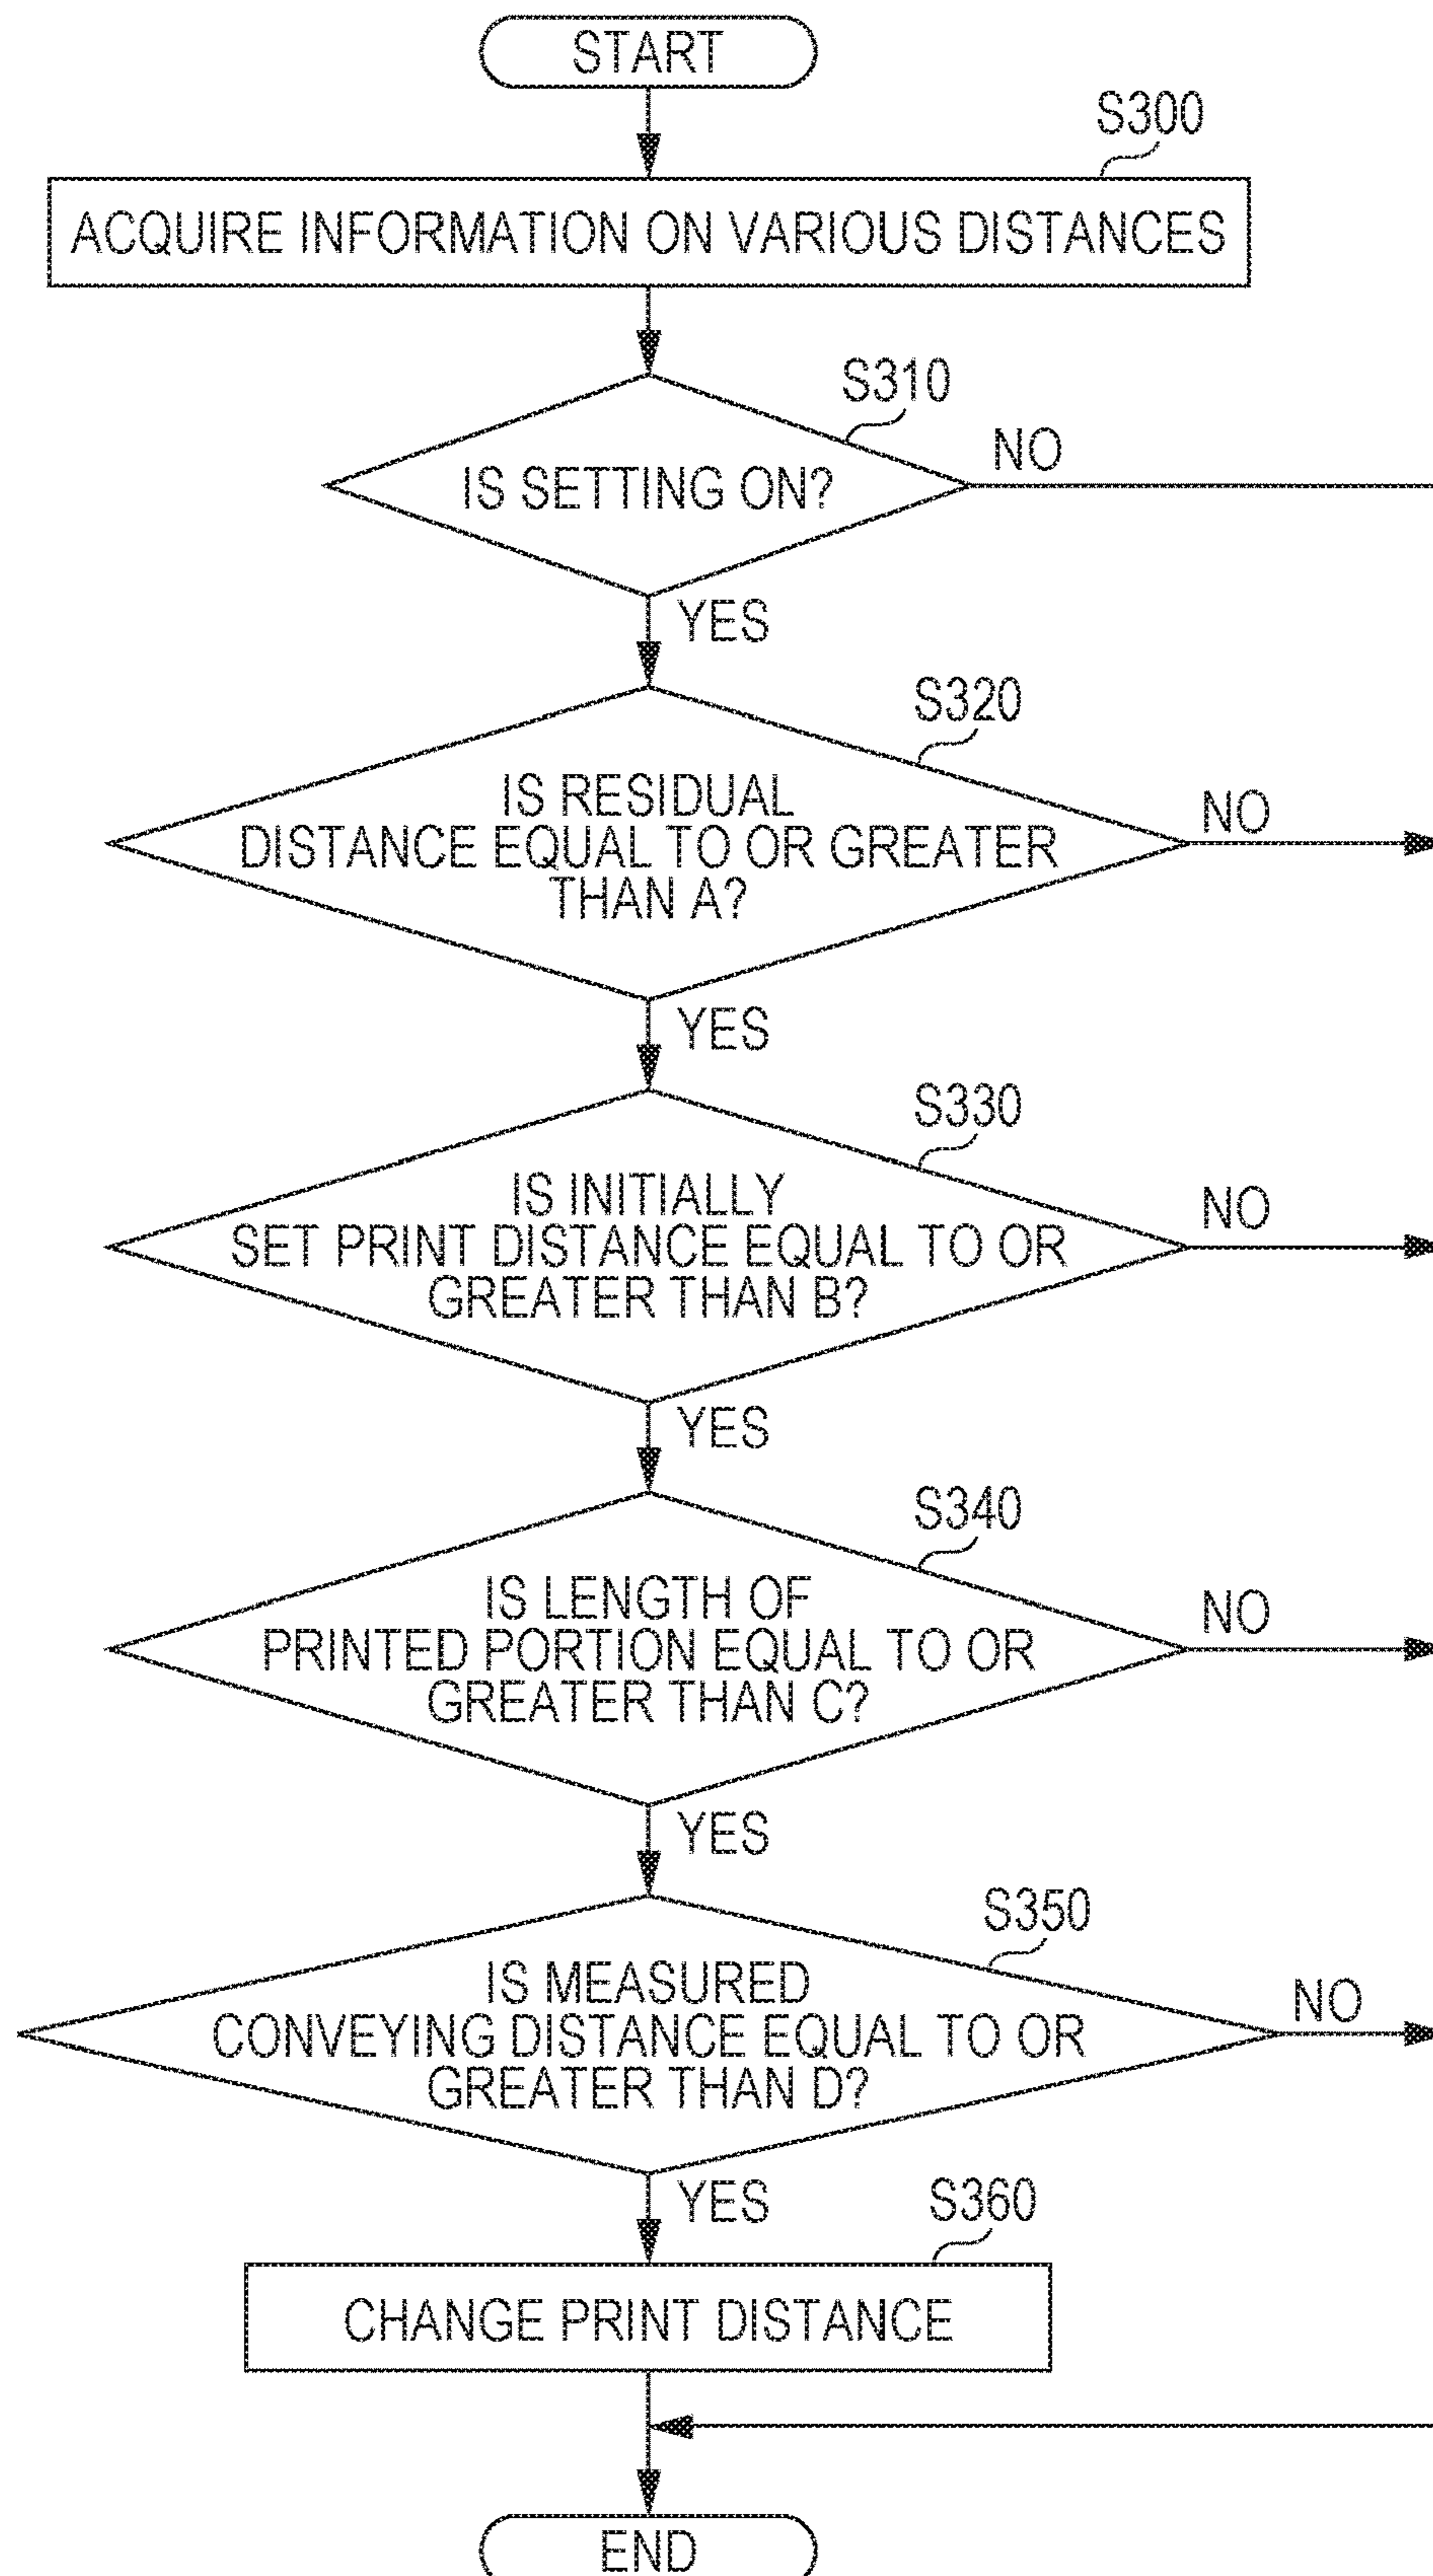 START
S300
ACQUIRE INFORMATION ON VARIOUS DISTANCES
S310
IS SETTING ON?
NO
YES
S320
IS RESIDUAL
DISTANCE EQUAL TO OR GREATER
THAN A?
NO
YES
S330
IS INITIALLY
SET PRINT DISTANCE EQUAL TO OR
GREATER THAN B?
NO
YES
S340
IS LENGTH OF
PRINTED PORTION EQUAL TO OR
GREATER THAN C?
NO
YES
S350
IS MEASURED
CONVEYING DISTANCE EQUAL TO OR
GREATER THAN D?
NO
YES
S360
CHANGE PRINT DISTANCE
END